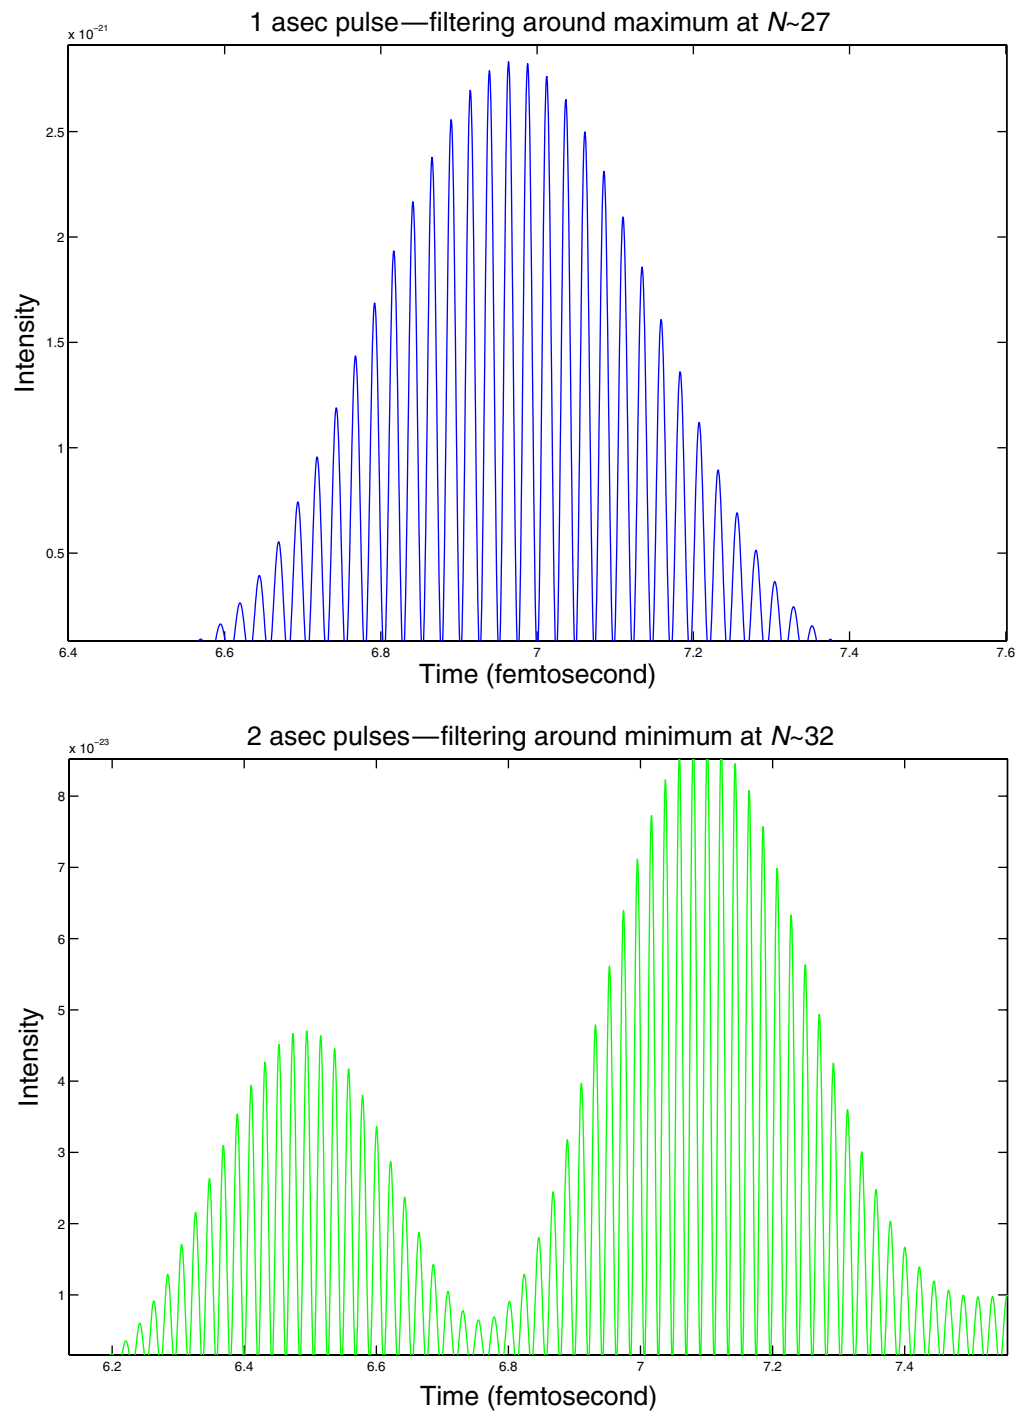 1 asec pulse—filtering around maximum at N~27
x 10⁻²¹
2.5
2
1.5
1
0.5
Intensity
6.4 6.6 6.8 7 7.2 7.4 7.6
Time (femtosecond)
2 asec pulses—filtering around minimum at N~32
x 10⁻²³
8
7
6
5
4
3
2
1
Intensity
6.2 6.4 6.6 6.8 7 7.2 7.4
Time (femtosecond)